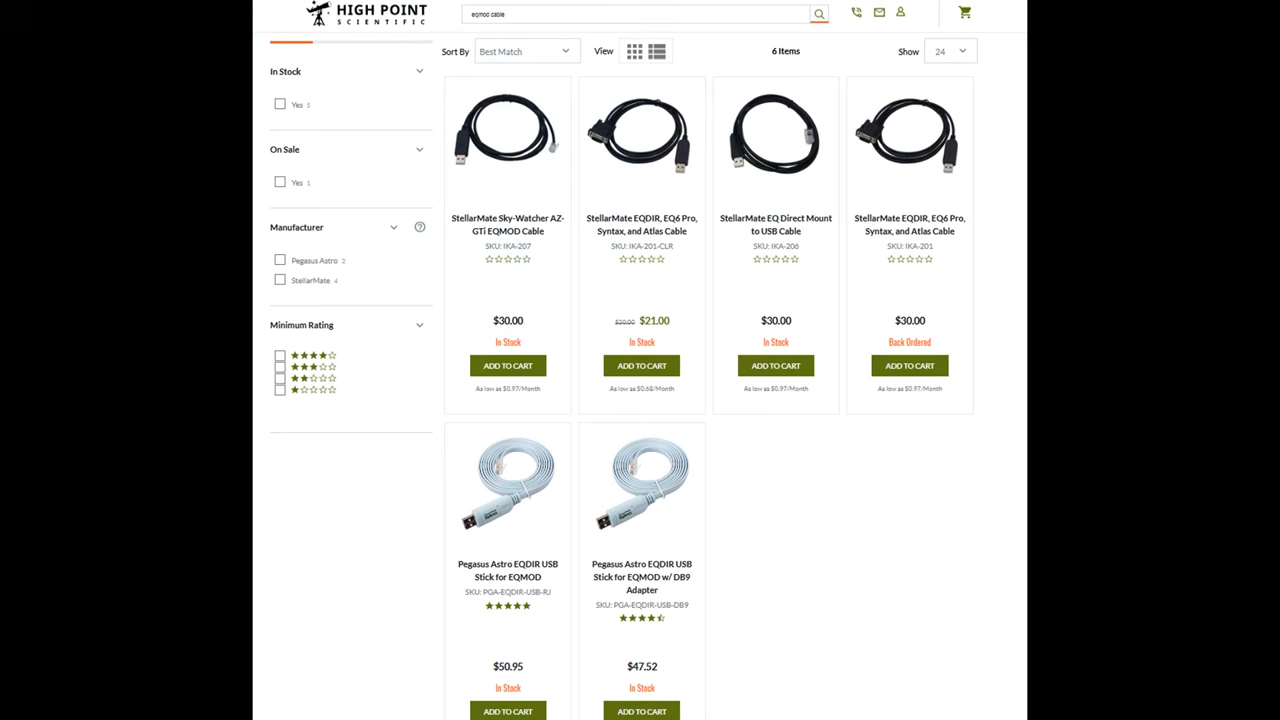 HIGH POINT
SCIENTIFIC
eqmod cable
Sort By
Best Match
View
6 Items
Show
24
In Stock
Yes 5
On Sale
Yes 1
Manufacturer
Pegasus Astro 2
StellarMate 4
Minimum Rating
StellarMate Sky-Watcher AZ-
GTi EQMOD Cable
SKU: IKA-207
$30.00
In Stock
ADD TO CART
As low as $0.97/Month
StellarMate EQDIR, EQ6 Pro,
Syntax, and Atlas Cable
SKU: IKA-201-CLR
$30.00 $21.00
In Stock
ADD TO CART
As low as $0.68/Month
StellarMate EQ Direct Mount
to USB Cable
SKU: IKA-206
$30.00
In Stock
ADD TO CART
As low as $0.97/Month
StellarMate EQDIR, EQ6 Pro,
Syntax, and Atlas Cable
SKU: IKA-201
$30.00
Back Ordered
ADD TO CART
As low as $0.97/Month
Pegasus Astro EQDIR USB
Stick for EQMOD
SKU: PGA-EQDIR-USB-RJ
$50.95
In Stock
ADD TO CART
Pegasus Astro EQDIR USB
Stick for EQMOD w/ DB9
Adapter
SKU: PGA-EQDIR-USB-DB9
$47.52
In Stock
ADD TO CART